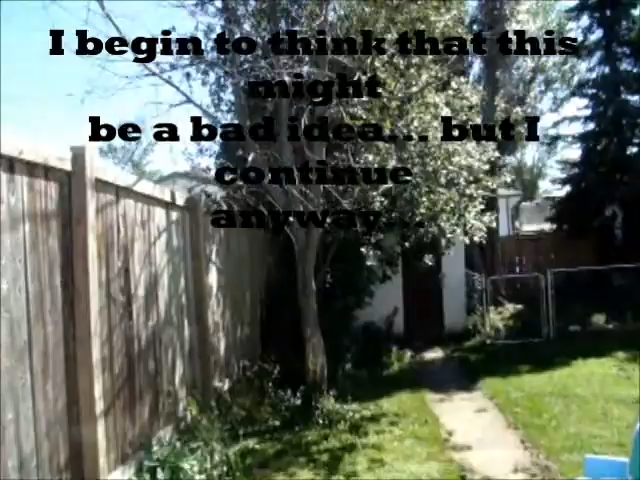 I begin to think that this
might
be a bad idea... but I
continue
anyway...